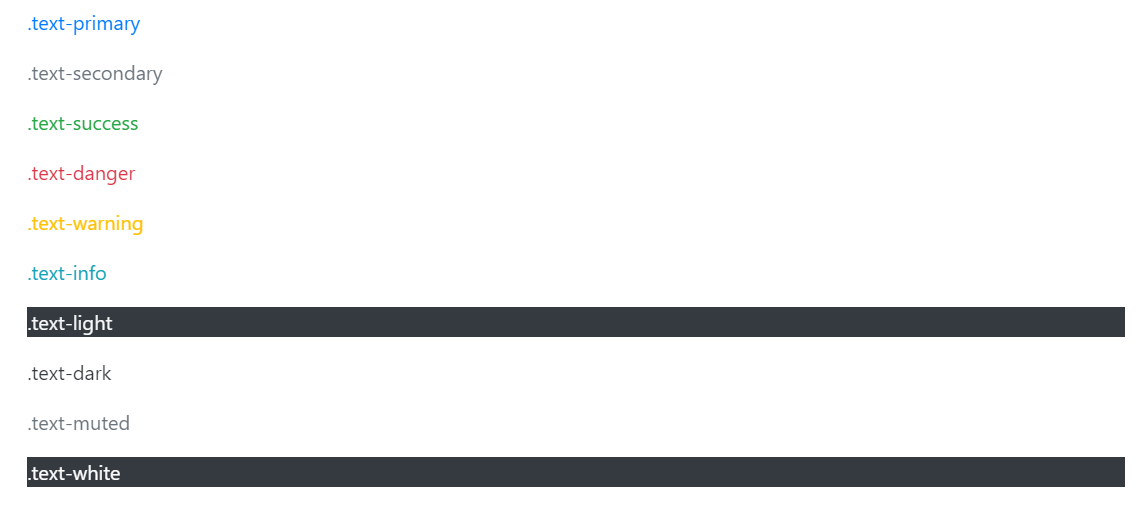 .text-primary
.text-secondary
.text-success
.text-danger
.text-warning
.text-info
.text-light
.text-dark
.text-muted
.text-white